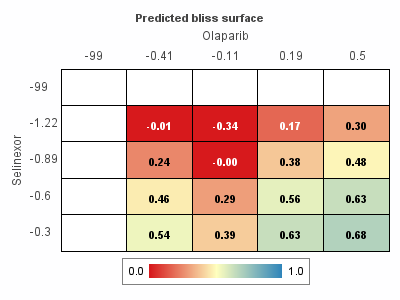 Predicted bliss surface
Olaparib
-99 -0.41 -0.11 0.19 0.5
Selinexor
-99
-1.22 -0.01 -0.34 0.17 0.30
-0.89 0.24 -0.00 0.38 0.48
-0.6 0.46 0.29 0.56 0.63
-0.3 0.54 0.39 0.63 0.68
0.0 1.0